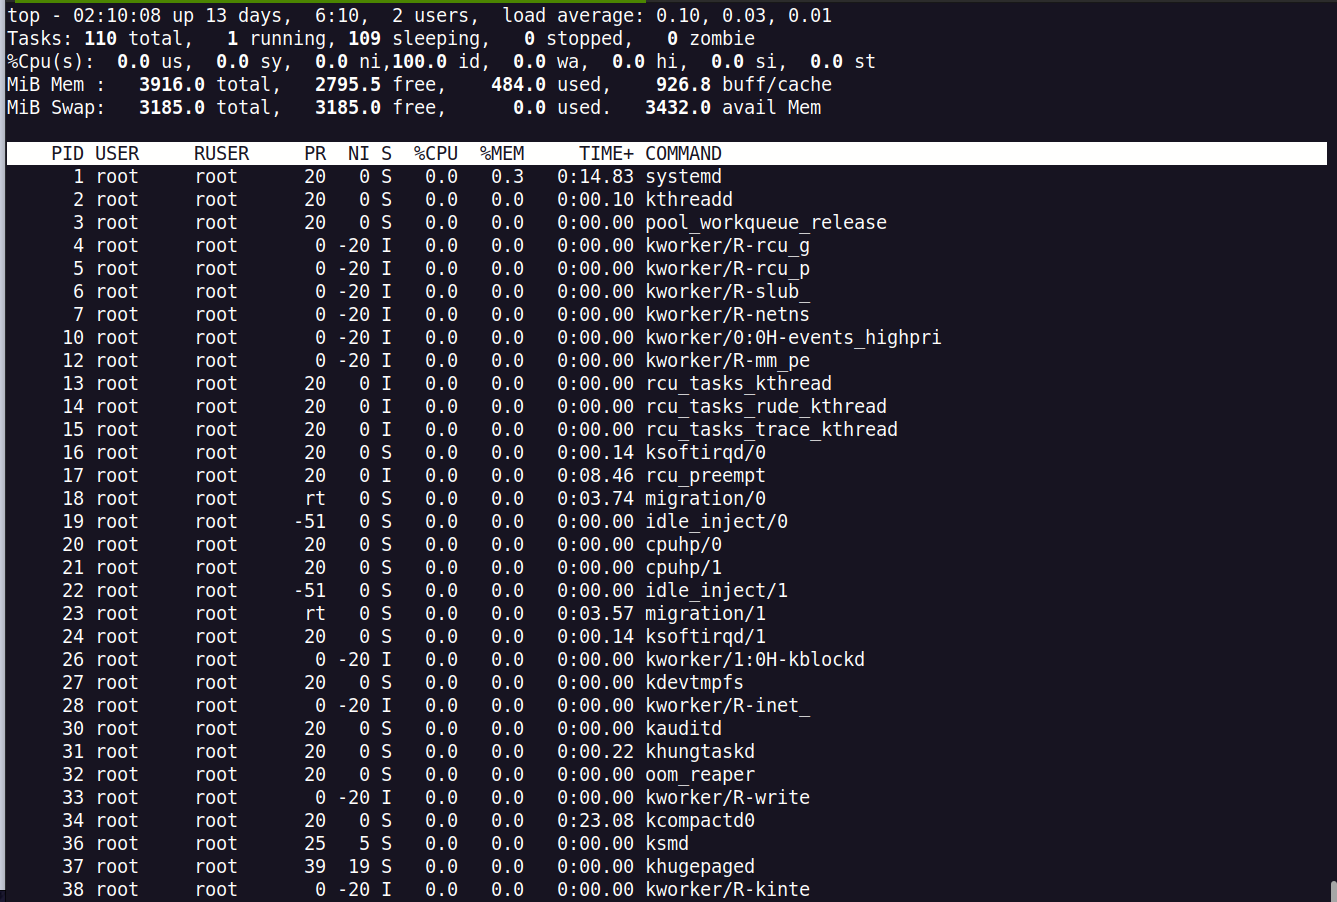 top - 02:10:08 up 13 days,  6:10,  2 users,  load average: 0.10, 0.03, 0.01
Tasks: 110 total,   1 running, 109 sleeping,   0 stopped,   0 zombie
%Cpu(s):  0.0 us,  0.0 sy,  0.0 ni,100.0 id,  0.0 wa,  0.0 hi,  0.0 si,  0.0 st
MiB Mem :   3916.0 total,   2795.5 free,    484.0 used,    926.8 buff/cache
MiB Swap:   3185.0 total,   3185.0 free,      0.0 used.   3432.0 avail Mem
    PID USER     RUSER     PR  NI S  %CPU  %MEM     TIME+ COMMAND
      1 root     root      20   0 S   0.0   0.3   0:14.83 systemd
      2 root     root      20   0 S   0.0   0.0   0:00.10 kthreadd
      3 root     root      20   0 S   0.0   0.0   0:00.00 pool_workqueue_release
      4 root     root       0 -20 I   0.0   0.0   0:00.00 kworker/R-rcu_g
      5 root     root       0 -20 I   0.0   0.0   0:00.00 kworker/R-rcu_p
      6 root     root       0 -20 I   0.0   0.0   0:00.00 kworker/R-slub_
      7 root     root       0 -20 I   0.0   0.0   0:00.00 kworker/R-netns
     10 root     root       0 -20 I   0.0   0.0   0:00.00 kworker/0:0H-events_highpri
     12 root     root       0 -20 I   0.0   0.0   0:00.00 kworker/R-mm_pe
     13 root     root      20   0 I   0.0   0.0   0:00.00 rcu_tasks_kthread
     14 root     root      20   0 I   0.0   0.0   0:00.00 rcu_tasks_rude_kthread
     15 root     root      20   0 I   0.0   0.0   0:00.00 rcu_tasks_trace_kthread
     16 root     root      20   0 S   0.0   0.0   0:00.14 ksoftirqd/0
     17 root     root      20   0 I   0.0   0.0   0:08.46 rcu_preempt
     18 root     root      rt   0 S   0.0   0.0   0:03.74 migration/0
     19 root     root     -51   0 S   0.0   0.0   0:00.00 idle_inject/0
     20 root     root      20   0 S   0.0   0.0   0:00.00 cpuhp/0
     21 root     root      20   0 S   0.0   0.0   0:00.00 cpuhp/1
     22 root     root     -51   0 S   0.0   0.0   0:00.00 idle_inject/1
     23 root     root      rt   0 S   0.0   0.0   0:03.57 migration/1
     24 root     root      20   0 S   0.0   0.0   0:00.14 ksoftirqd/1
     26 root     root       0 -20 I   0.0   0.0   0:00.00 kworker/1:0H-kblockd
     27 root     root      20   0 S   0.0   0.0   0:00.00 kdevtmpfs
     28 root     root       0 -20 I   0.0   0.0   0:00.00 kworker/R-inet_
     30 root     root      20   0 S   0.0   0.0   0:00.00 kauditd
     31 root     root      20   0 S   0.0   0.0   0:00.22 khungtaskd
     32 root     root      20   0 S   0.0   0.0   0:00.00 oom_reaper
     33 root     root       0 -20 I   0.0   0.0   0:00.00 kworker/R-write
     34 root     root      20   0 S   0.0   0.0   0:23.08 kcompactd0
     36 root     root      25   5 S   0.0   0.0   0:00.00 ksmd
     37 root     root      39  19 S   0.0   0.0   0:00.00 khugepaged
     38 root     root       0 -20 I   0.0   0.0   0:00.00 kworker/R-kinte